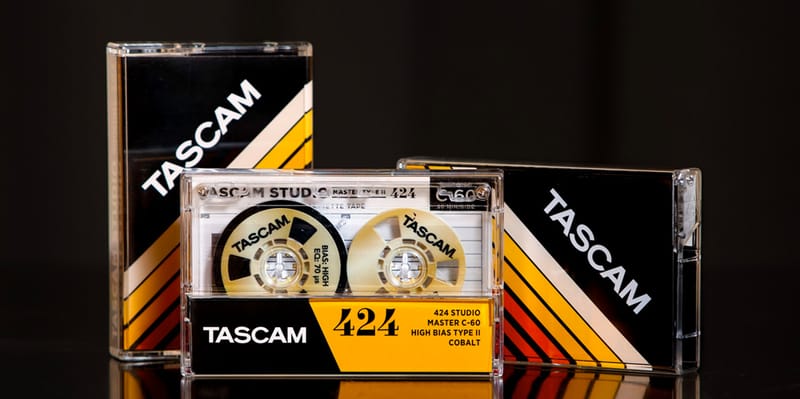 TASCAM
TASCAM STUDIO MASTER TYPE II 424
C-60
TASCAM
BIAS: HIGH
EQ: 70 µs
TASCAM
TASCAM
424
424 STUDIO
MASTER C-60
HIGH BIAS TYPE II
COBALT
TASCAM